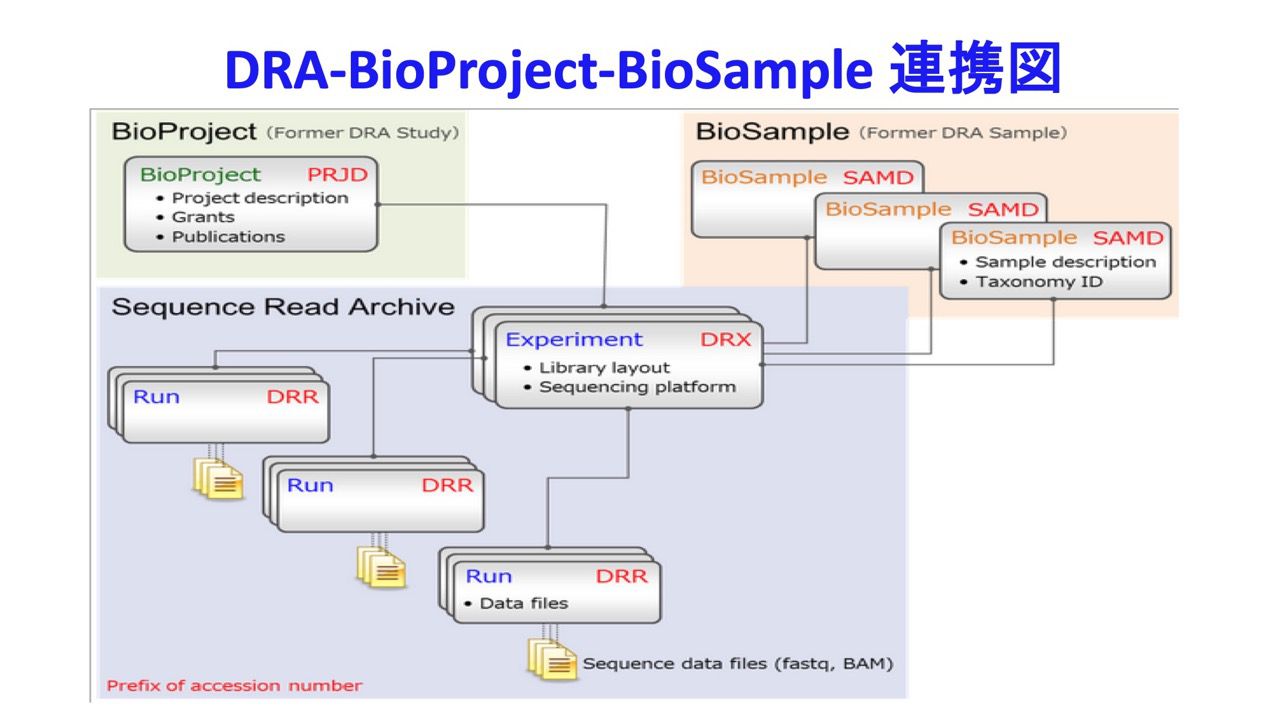 DRA-BioProject-BioSample 連携図
BioProject (Former DRA Study)
BioProject PRJD
• Project description
• Grants
• Publications
BioSample (Former DRA Sample)
BioSample SAMD
BioSample SAMD
BioSample SAMD
• Sample description
• Taxonomy ID
Sequence Read Archive
Experiment DRX
• Library layout
• Sequencing platform
Run DRR
Run DRR
Run DRR
• Data files
Sequence data files (fastq, BAM)
Prefix of accession number